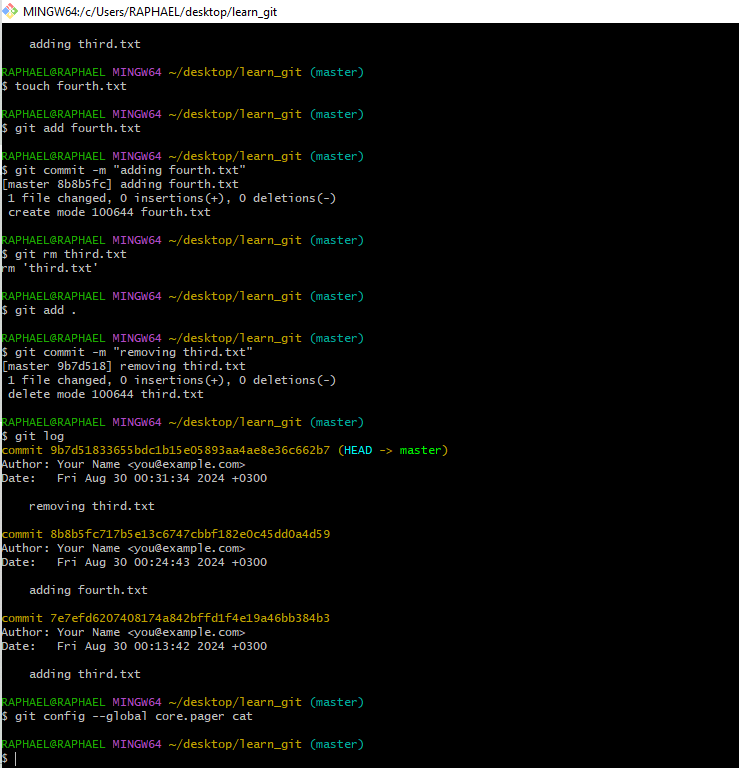 MINGW64:/c/Users/RAPHAEL/desktop/learn_git
adding third.txt
RAPHAEL@RAPHAEL MINGW64 ~/desktop/learn_git (master)
$ touch fourth.txt
RAPHAEL@RAPHAEL MINGW64 ~/desktop/learn_git (master)
$ git add fourth.txt
RAPHAEL@RAPHAEL MINGW64 ~/desktop/learn_git (master)
$ git commit -m "adding fourth.txt"
[master 8b8b5fc] adding fourth.txt
1 file changed, 0 insertions(+), 0 deletions(-)
create mode 100644 fourth.txt
RAPHAEL@RAPHAEL MINGW64 ~/desktop/learn_git (master)
$ git rm third.txt
rm 'third.txt'
RAPHAEL@RAPHAEL MINGW64 ~/desktop/learn_git (master)
$ git add .
RAPHAEL@RAPHAEL MINGW64 ~/desktop/learn_git (master)
$ git commit -m "removing third.txt"
[master 9b7d518] removing third.txt
1 file changed, 0 insertions(+), 0 deletions(-)
delete mode 100644 third.txt
RAPHAEL@RAPHAEL MINGW64 ~/desktop/learn_git (master)
$ git log
commit 9b7d51833655bdc1b15e05893aa4ae8e36c662b7 (HEAD -> master)
Author: Your Name <you@example.com>
Date:   Fri Aug 30 00:31:34 2024 +0300
removing third.txt
commit 8b8b5fc717b5e13c6747cbbf182e0c45dd0a4d59
Author: Your Name <you@example.com>
Date:   Fri Aug 30 00:24:43 2024 +0300
adding fourth.txt
commit 7e7efd6207408174a842bffd1f4e19a46bb384b3
Author: Your Name <you@example.com>
Date:   Fri Aug 30 00:13:42 2024 +0300
adding third.txt
RAPHAEL@RAPHAEL MINGW64 ~/desktop/learn_git (master)
$ git config --global core.pager cat
RAPHAEL@RAPHAEL MINGW64 ~/desktop/learn_git (master)
$